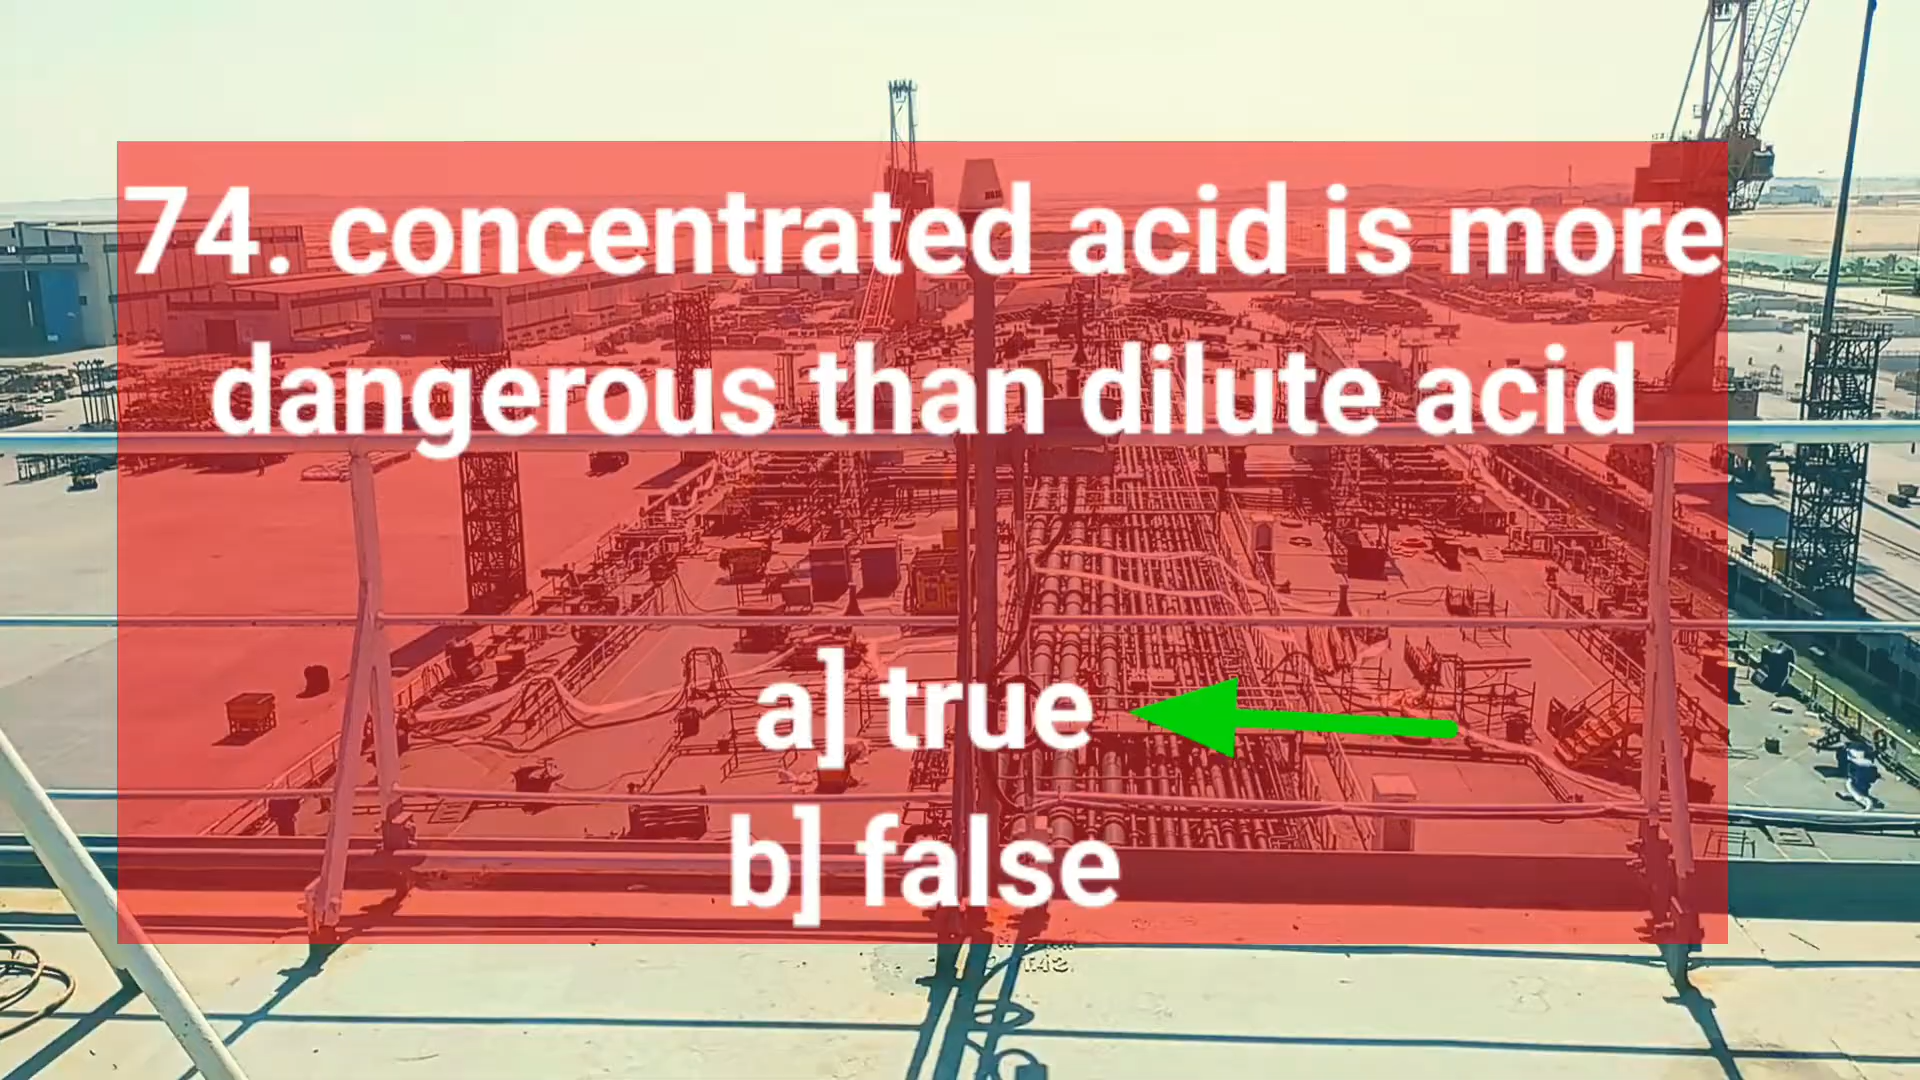 74. concentrated acid is more
dangerous than dilute acid
a] true
b] false